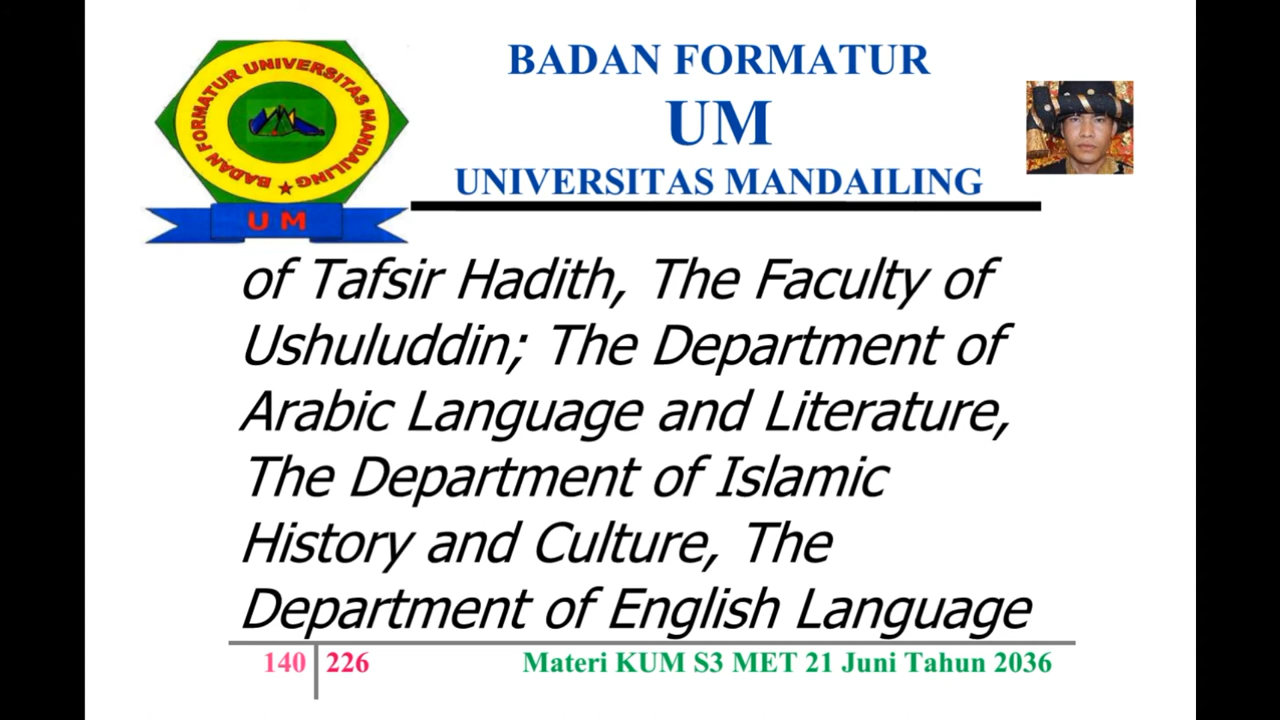 BADAN FORMATUR UNIVERSITAS MANDAILING
U M
BADAN FORMATUR
UM
UNIVERSITAS MANDAILING
of Tafsir Hadith, The Faculty of
Ushuluddin; The Department of
Arabic Language and Literature,
The Department of Islamic
History and Culture, The
Department of English Language
140 226 Materi KUM S3 MET 21 Juni Tahun 2036